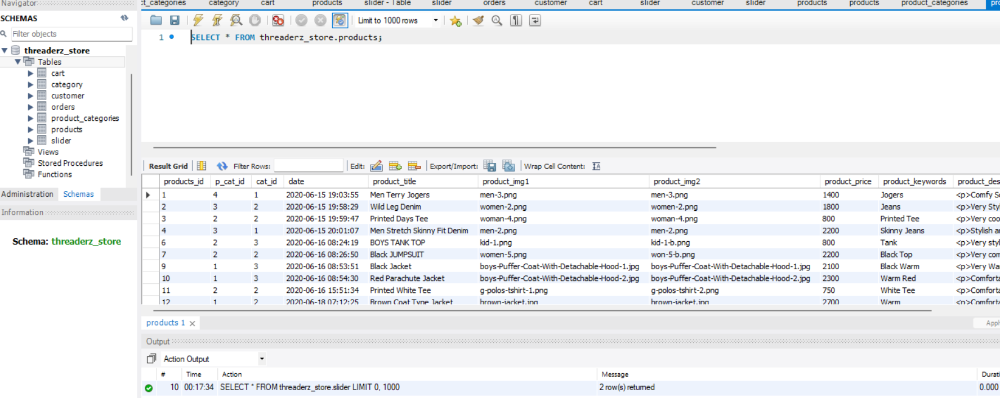 Navigator
ct_categories category cart products slider - Table slider orders customer cart slider customer slider products products product_categories pro
SCHEMAS
Limit to 1000 rows
Filter objects
1 SELECT * FROM threaderz_store.products;
threaderz_store
Tables
cart
category
customer
orders
product_categories
products
slider
Views
Stored Procedures
Functions
Administration Schemas
Information
Schema: threaderz_store
Result Grid Filter Rows: Edit: Export/Import: Wrap Cell Content:
products_id p_cat_id cat_id date product_title product_img1 product_img2 product_price product_keywords product_des
1 4 1 2020-06-15 19:03:55 Men Terry Jogers men-3.png men-3.png 1400 Jogers <p>Comfy So
2 3 2 2020-06-15 19:58:29 Wild Leg Denim women-2.png women-2.png 1800 Jeans <p>Very Styl
3 2 2 2020-06-15 19:59:47 Printed Days Tee woman-4.png woman-4.png 800 Printed Tee <p>Very coo
4 3 1 2020-06-15 20:01:07 Men Stretch Skinny Fit Denim men-2.png men-2.png 2200 Skinny Jeans <p>Stylish an
6 2 3 2020-06-16 08:24:19 BOYS TANK TOP kid-1.png kid-1-b.png 800 Tank <p>Very styl
7 2 2 2020-06-16 08:26:50 Black JUMPSUIT women-5.png won-5-b.png 2200 Black Top <p>Very com
9 1 3 2020-06-16 08:53:51 Black Jacket boys-Puffer-Coat-With-Detachable-Hood-1.jpg boys-Puffer-Coat-With-Detachable-Hood-1.jpg 2100 Black Warm <p>Very Wa
10 1 3 2020-06-16 08:54:30 Red Parachute Jacket boys-Puffer-Coat-With-Detachable-Hood-2.jpg boys-Puffer-Coat-With-Detachable-Hood-2.jpg 2300 Warm Red <p>Comforta
11 2 2 2020-06-16 15:51:34 Printed White Tee g-polos-tshirt-1.png g-polos-tshirt-2.png 750 White Tee <p>Comforta
12 1 2 2020-06-18 07:12:25 Brown Coat Type Jacket brown-jacket.jpg brown-jacket.jpg 2700 Warm <p>Comforta
products 1
Appl
Output
Action Output
# Time Action Message Durati
10 00:17:34 SELECT * FROM threaderz_store.slider LIMIT 0, 1000 2 row(s) returned 0.000